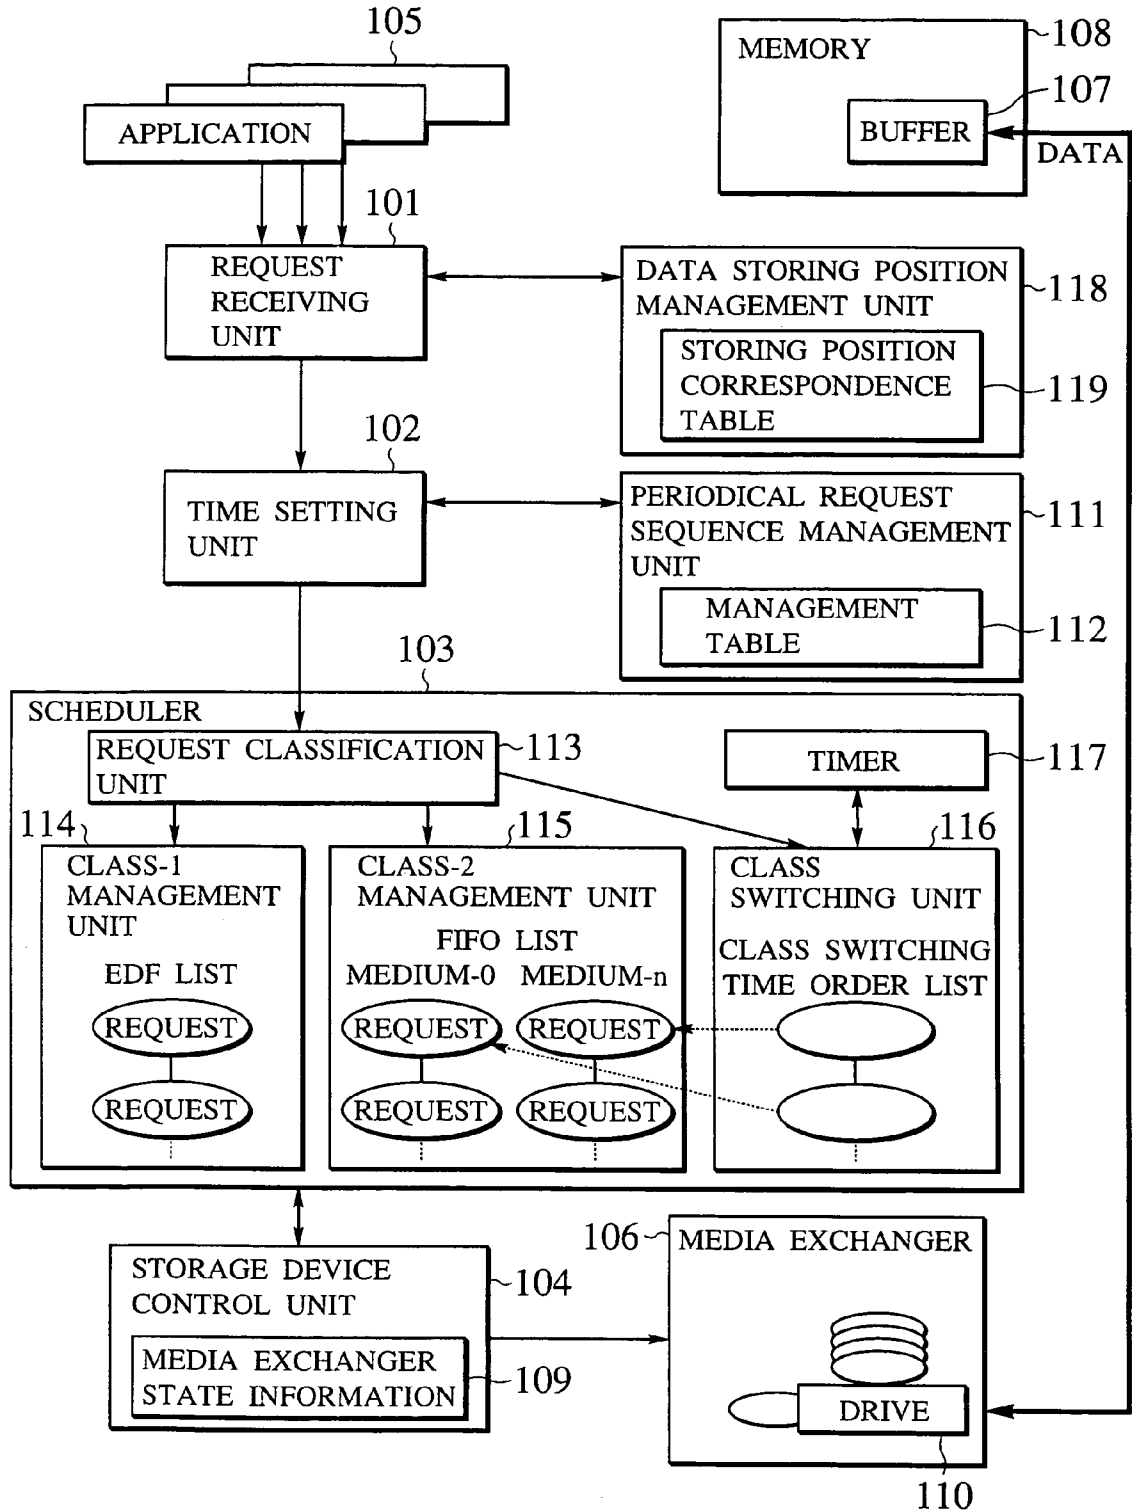 105
APPLICATION
MEMORY
108
107
BUFFER
DATA
101
REQUEST
RECEIVING
UNIT
DATA STORING POSITION
MANAGEMENT UNIT
118
STORING POSITION
CORRESPONDENCE
TABLE
119
102
TIME SETTING
UNIT
PERIODICAL REQUEST
SEQUENCE MANAGEMENT
UNIT
111
MANAGEMENT
TABLE
112
103
SCHEDULER
REQUEST CLASSIFICATION
UNIT
113
TIMER
117
114
CLASS-1
MANAGEMENT
UNIT
EDF LIST
REQUEST
REQUEST
115
CLASS-2
MANAGEMENT UNIT
FIFO LIST
MEDIUM-0 MEDIUM-n
REQUEST REQUEST
REQUEST REQUEST
116
CLASS
SWITCHING UNIT
CLASS SWITCHING
TIME ORDER LIST
STORAGE DEVICE
CONTROL UNIT
104
MEDIA EXCHANGER
STATE INFORMATION
109
106
MEDIA EXCHANGER
DRIVE
110